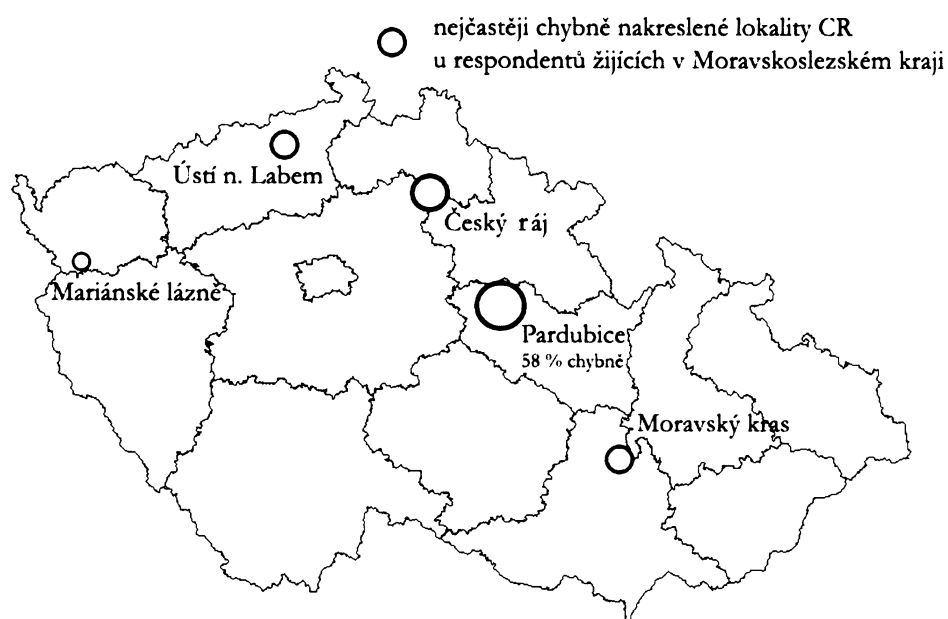 nejčastěji chybně nakreslené lokality CR
u respondentů žijících v Moravskoslezském kraji
Ústí n. Labem
Český ráj
Mariánské lázně
Pardubice
58 % chybně
Moravský kras